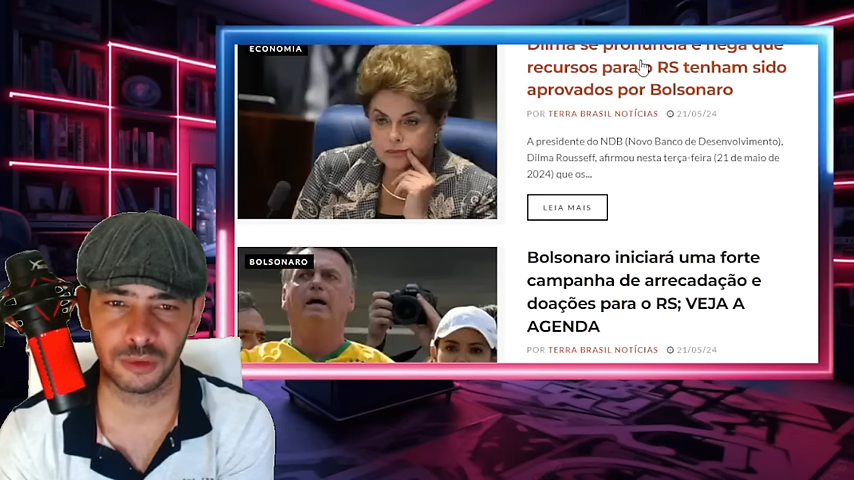 ECONOMIA
Dilma se pronuncia e nega que
recursos para o RS tenham sido
aprovados por Bolsonaro
POR TERRA BRASIL NOTÍCIAS 21/05/24
A presidente do NDB (Novo Banco de Desenvolvimento),
Dilma Rousseff, afirmou nesta terça-feira (21 de maio de
2024) que os...
LEIA MAIS
BOLSONARO
Bolsonaro iniciará uma forte
campanha de arrecadação e
doações para o RS; VEJA A
AGENDA
POR TERRA BRASIL NOTÍCIAS 21/05/24